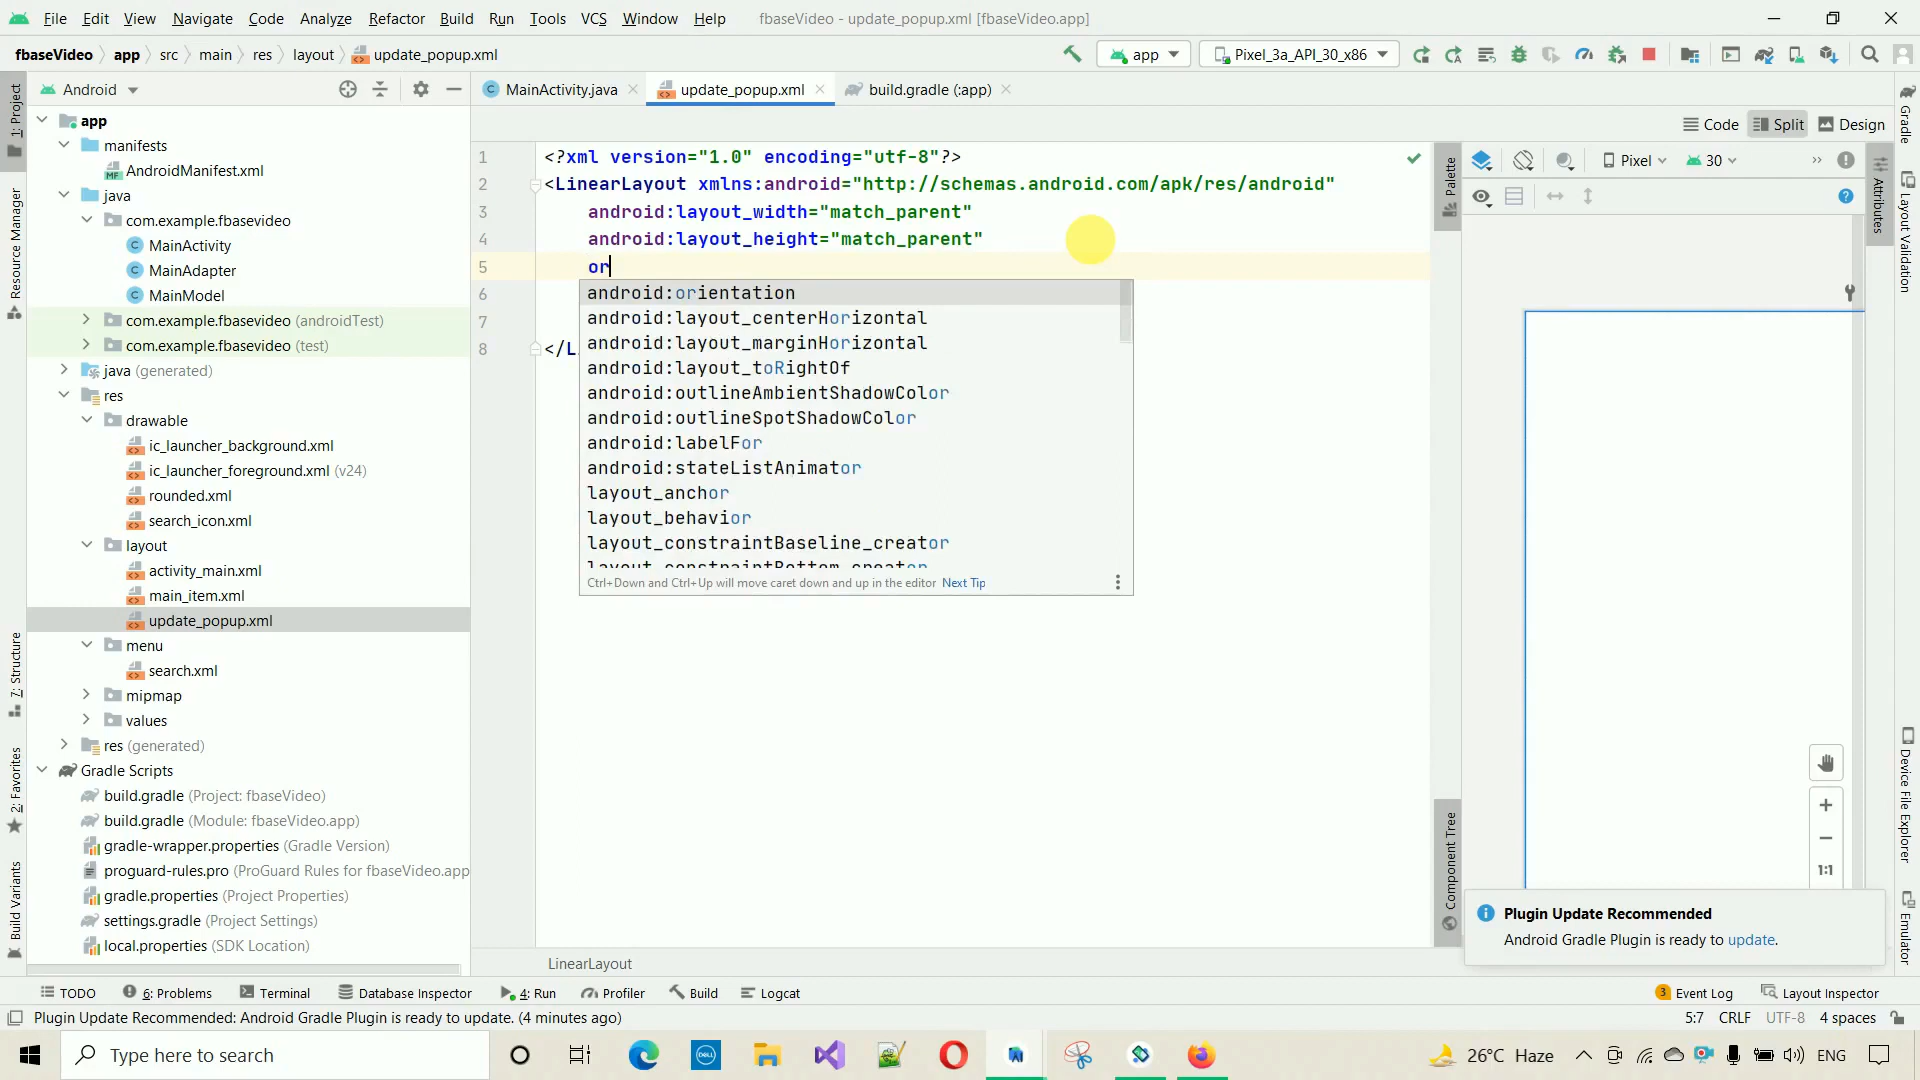 File Edit View Navigate Code Analyze Refactor Build Run Tools VCS Window Help fbaseVideo - update_popup.xml [fbaseVideo.app]
fbaseVideo app src main res layout update_popup.xml app Pixel_3a_API_30_x86
Android MainActivity.java update_popup.xml build.gradle (:app)
Code Split Design
1: Project
Resource Manager
7: Structure
2: Favorites
Build Variants
app
manifests
AndroidManifest.xml
java
com.example.fbasevideo
MainActivity
MainAdapter
MainModel
com.example.fbasevideo (androidTest)
com.example.fbasevideo (test)
java (generated)
res
drawable
ic_launcher_background.xml
ic_launcher_foreground.xml (v24)
rounded.xml
search_icon.xml
layout
activity_main.xml
main_item.xml
update_popup.xml
menu
search.xml
mipmap
values
res (generated)
Gradle Scripts
build.gradle (Project: fbaseVideo)
build.gradle (Module: fbaseVideo.app)
gradle-wrapper.properties (Gradle Version)
proguard-rules.pro (ProGuard Rules for fbaseVideo.app
gradle.properties (Project Properties)
settings.gradle (Project Settings)
local.properties (SDK Location)
1 <?xml version="1.0" encoding="utf-8"?>
2 <LinearLayout xmlns:android="http://schemas.android.com/apk/res/android"
3 android:layout_width="match_parent"
4 android:layout_height="match_parent"
5 or
6
7
8 </L
android:orientation
android:layout_centerHorizontal
android:layout_marginHorizontal
android:layout_toRightOf
android:outlineAmbientShadowColor
android:outlineSpotShadowColor
android:labelFor
android:stateListAnimator
layout_anchor
layout_behavior
layout_constraintBaseline_creator
layout_constraintBottom_creator
Ctrl+Down and Ctrl+Up will move caret down and up in the editor Next Tip
LinearLayout
Palette
Component Tree
Pixel 30
1:1
Attributes
Gradle
Layout Validation
Device File Explorer
Emulator
Plugin Update Recommended
Android Gradle Plugin is ready to update.
TODO 6: Problems Terminal Database Inspector 4: Run Profiler Build Logcat 3 Event Log Layout Inspector
Plugin Update Recommended: Android Gradle Plugin is ready to update. (4 minutes ago) 5:7 CRLF UTF-8 4 spaces
Type here to search DELL 26°C Haze ENG